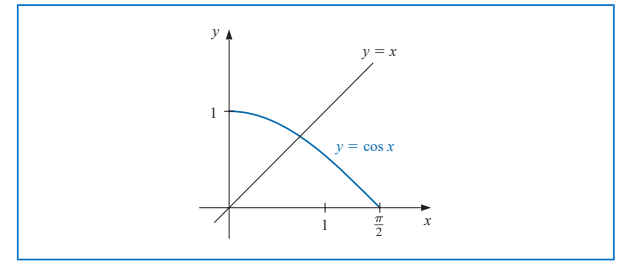 y
y = x
1
y = cos x
1
π/2
x